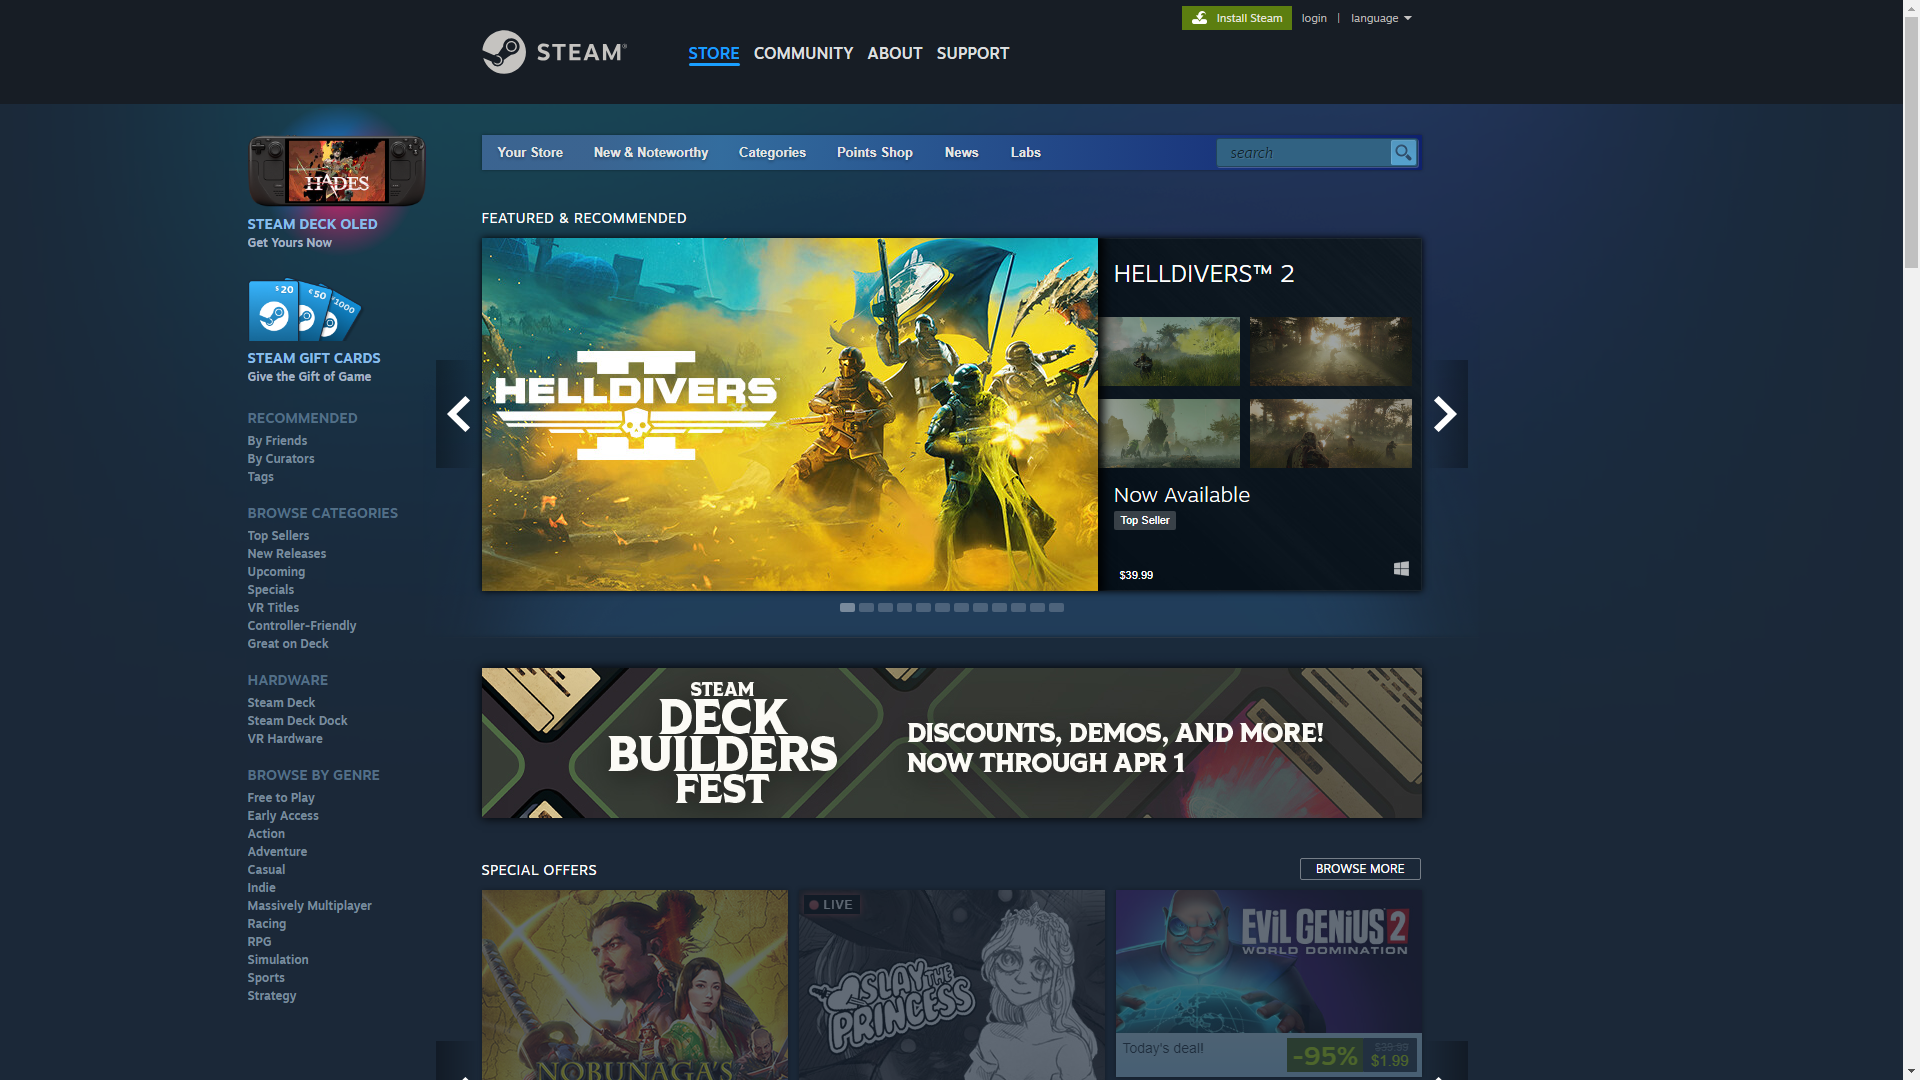 Install Steam
login | language
STEAM
STORE COMMUNITY ABOUT SUPPORT
HADES
STEAM DECK OLED
Get Yours Now
$20 €50 ¥1000
STEAM GIFT CARDS
Give the Gift of Game
RECOMMENDED
By Friends
By Curators
Tags
BROWSE CATEGORIES
Top Sellers
New Releases
Upcoming
Specials
VR Titles
Controller-Friendly
Great on Deck
HARDWARE
Steam Deck
Steam Deck Dock
VR Hardware
BROWSE BY GENRE
Free to Play
Early Access
Action
Adventure
Casual
Indie
Massively Multiplayer
Racing
RPG
Simulation
Sports
Strategy
Your Store New & Noteworthy Categories Points Shop News Labs search
FEATURED & RECOMMENDED
HELLDIVERS
II
HELLDIVERS™ 2
Now Available
Top Seller
$39.99
STEAM
DECK
BUILDERS
FEST
DISCOUNTS, DEMOS, AND MORE!
NOW THROUGH APR 1
SPECIAL OFFERS
BROWSE MORE
NOBUNAGA'S
LIVE
SLAY THE
PRINCESS
EVIL GENIUS 2
WORLD DOMINATION
Today's deal!
-95%
$39.99
$1.99